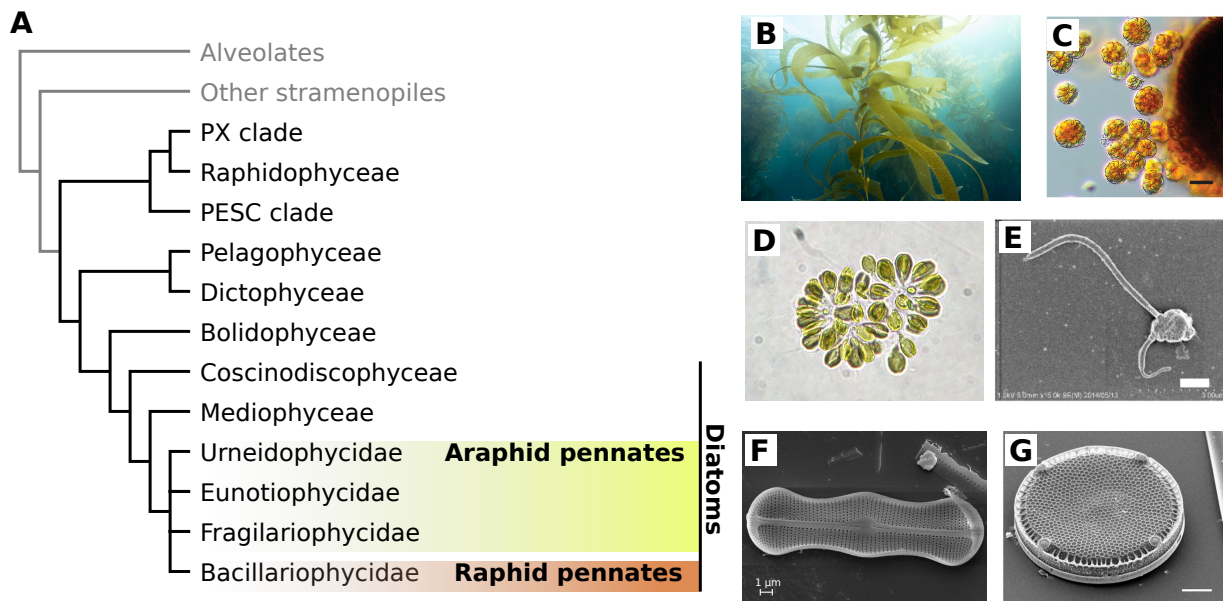 A
Alveolates
Other stramenopiles
PX clade
Raphidophyceae
PESC clade
Pelagophyceae
Dictophyceae
Bolidophyceae
Coscinodiscophyceae
Mediophyceae
Urneidophycidae
Araphid pennates
Eunotiophycidae
Fragilariophycidae
Bacillariophycidae
Raphid pennates
Diatoms
B
C
D
E
F
1 µm
G